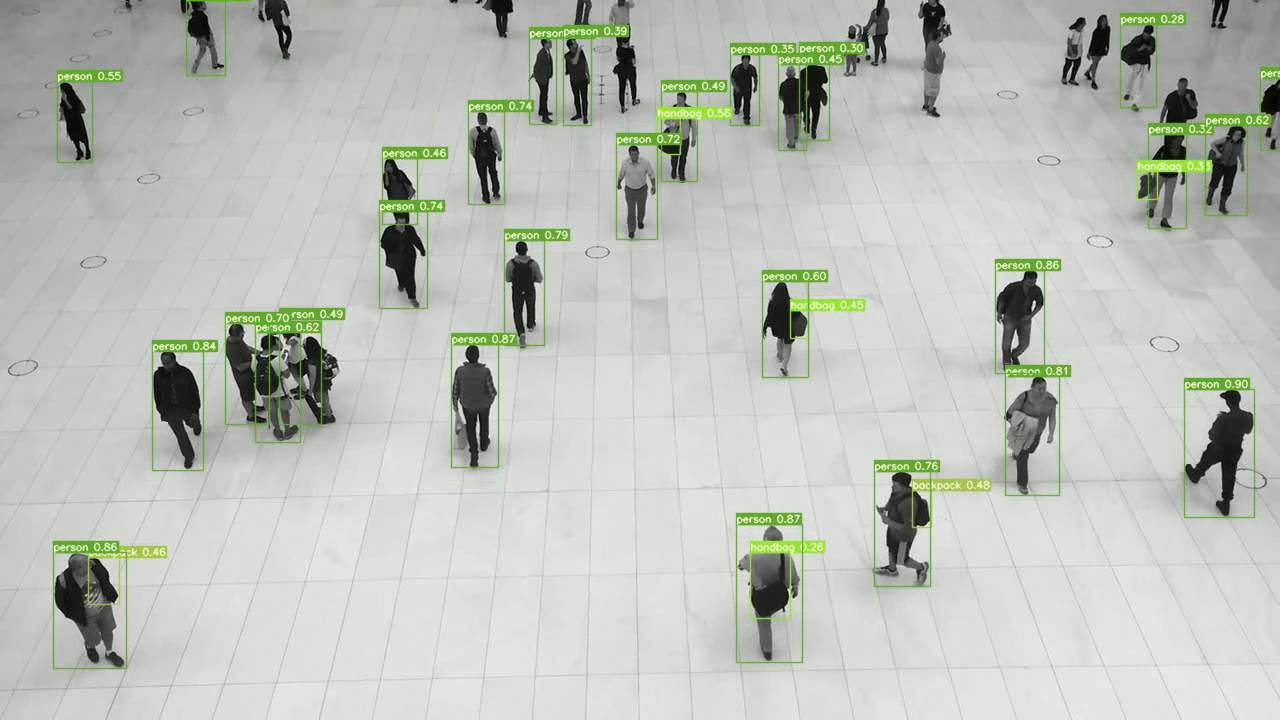 person 0.28
person 0.39
person
person 0.35
person 0.30
person 0.45
person 0.55
pers
person 0.49
person 0.74
handbag 0.56
person 0.62
person 0.32
person 0.72
person 0.46
handbag 0.33
person 0.74
person 0.79
person 0.86
person 0.60
handbag 0.45
person 0.70
rson 0.49
person 0.62
person 0.87
person 0.84
person 0.81
person 0.90
person 0.76
backpack 0.48
person 0.87
person 0.86
backpack 0.46
handbag 0.26